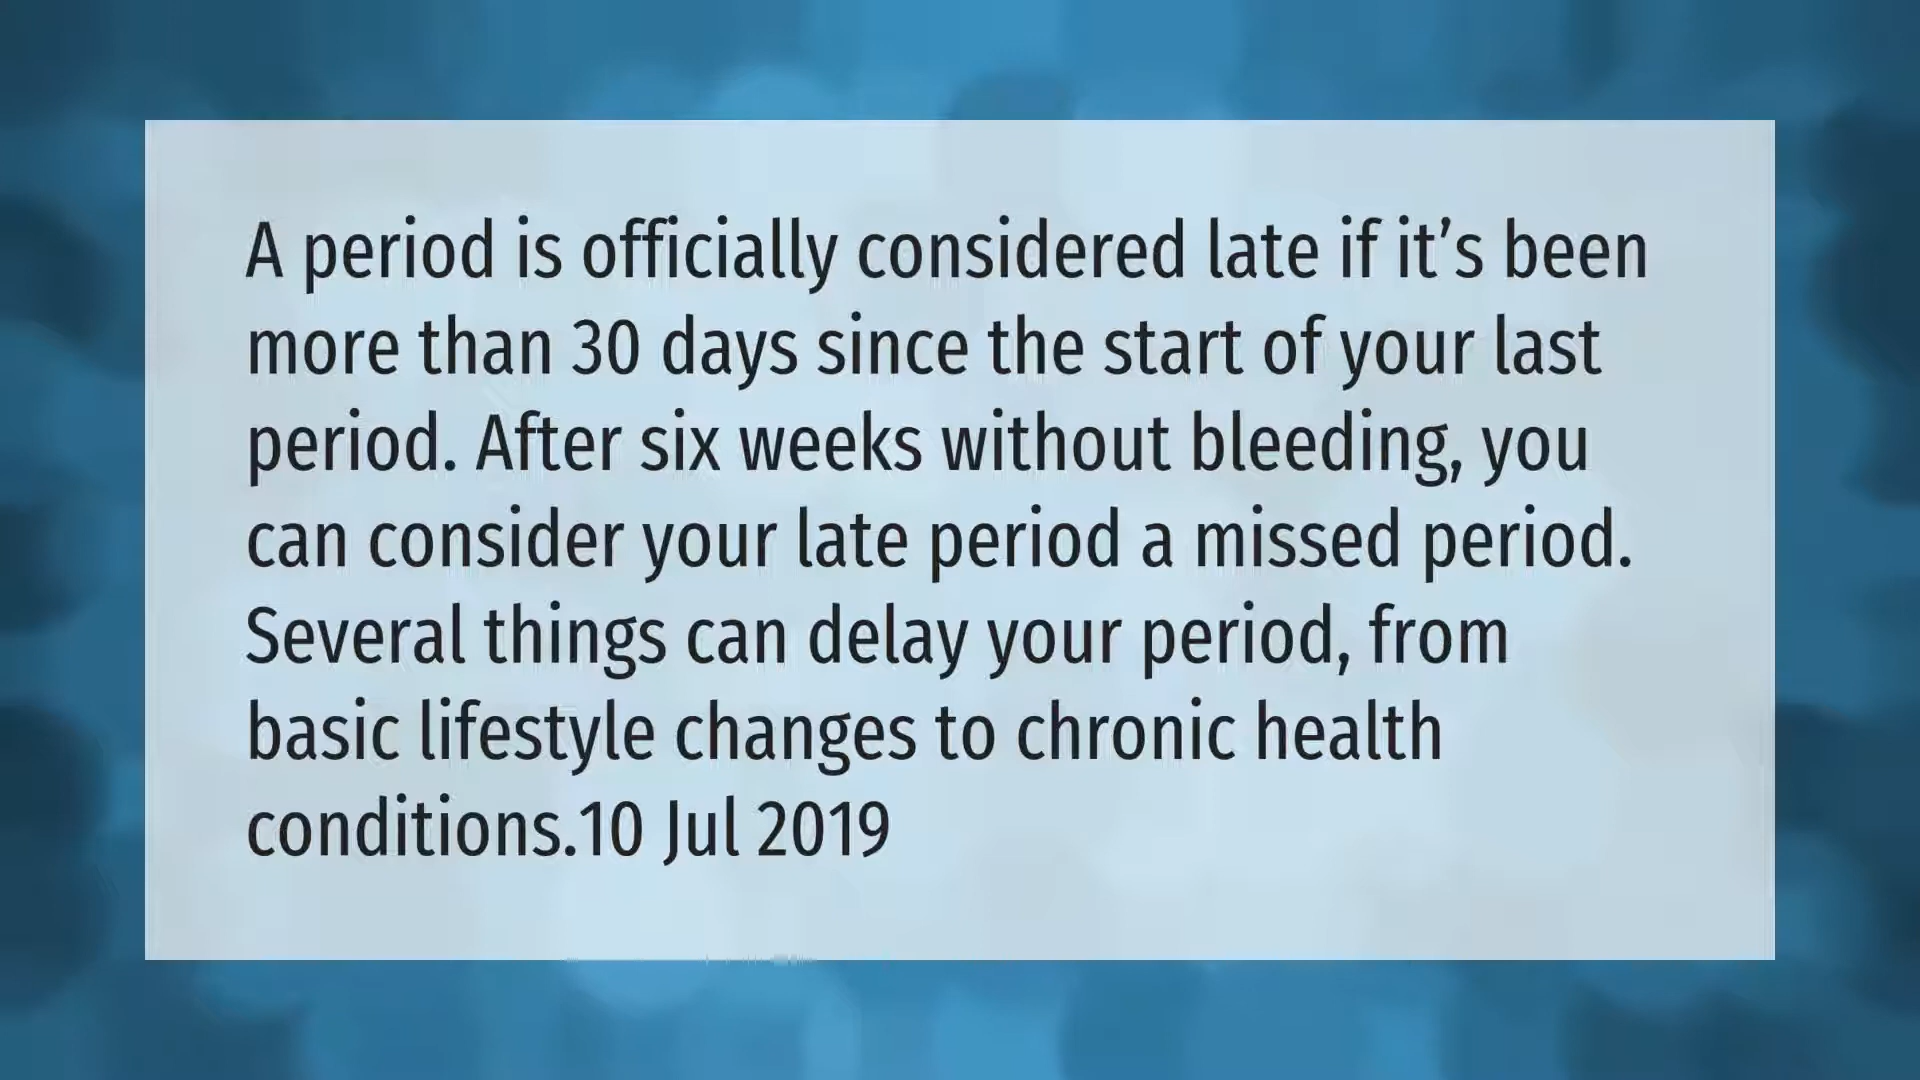 A period is officially considered late if it’s been
more than 30 days since the start of your last
period. After six weeks without bleeding, you
can consider your late period a missed period.
Several things can delay your period, from
basic lifestyle changes to chronic health
conditions.10 Jul 2019